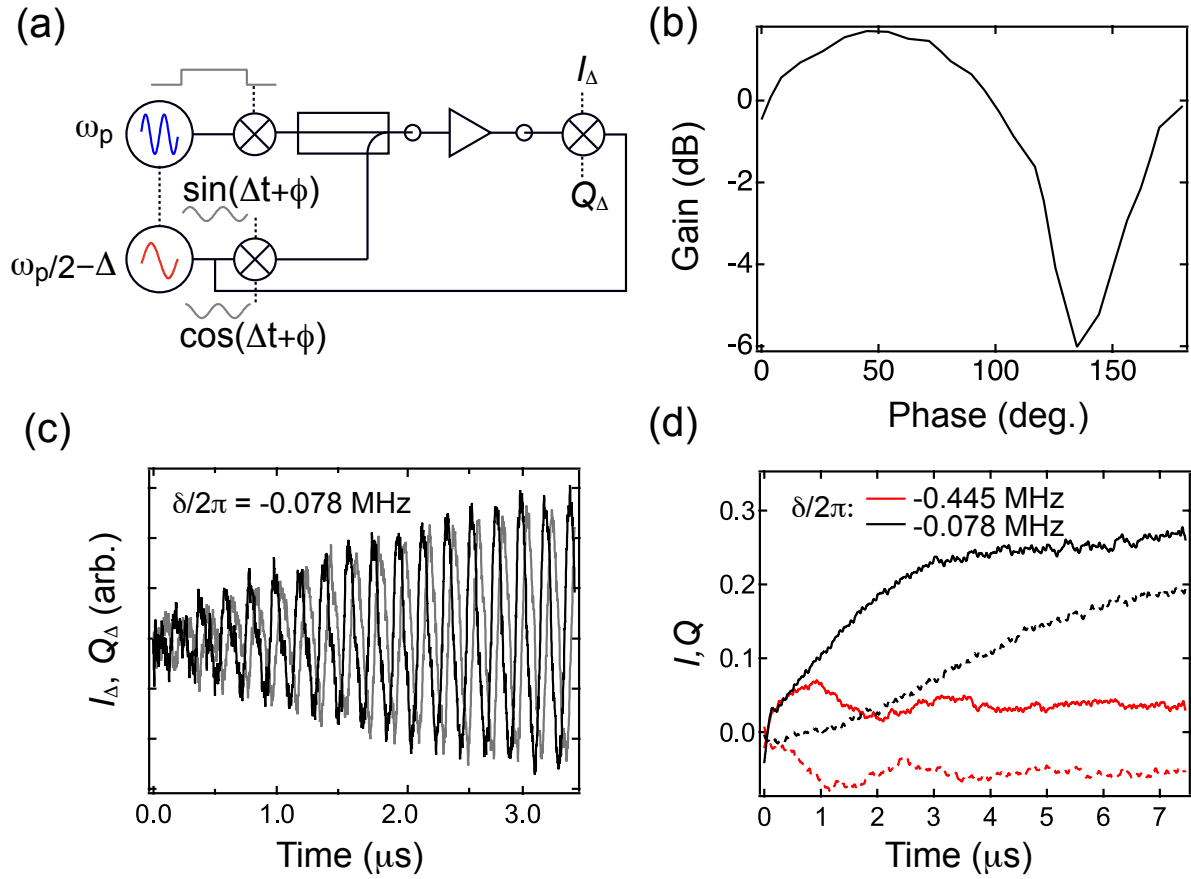 (a)
ωp
sin(Δt+ϕ)
ωp/2−Δ
cos(Δt+ϕ)
IΔ
QΔ
(b)
Gain (dB)
0
-2
-4
-6
0
50
100
150
Phase (deg.)
(c)
δ/2π = -0.078 MHz
IΔ, QΔ (arb.)
0.0
1.0
2.0
3.0
Time (μs)
(d)
δ/2π:
-0.445 MHz
-0.078 MHz
I,Q
0.3
0.2
0.1
0.0
0
1
2
3
4
5
6
7
Time (μs)